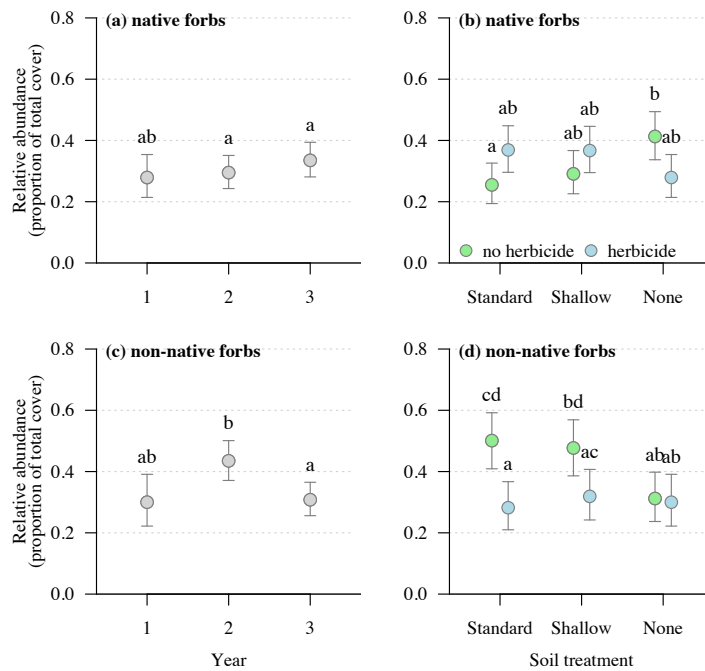 (a) native forbs
0.8
0.6
0.4
0.2
0.0
ab
a
a
1
2
3
Relative abundance
(proportion of total cover)
(b) native forbs
0.8
0.6
0.4
0.2
0.0
a
ab
ab
ab
b
ab
no herbicide
herbicide
Standard
Shallow
None
(c) non-native forbs
0.8
0.6
0.4
0.2
0.0
ab
b
a
1
2
3
Year
Relative abundance
(proportion of total cover)
(d) non-native forbs
0.8
0.6
0.4
0.2
0.0
cd
a
bd
ac
ab
ab
Standard
Shallow
None
Soil treatment